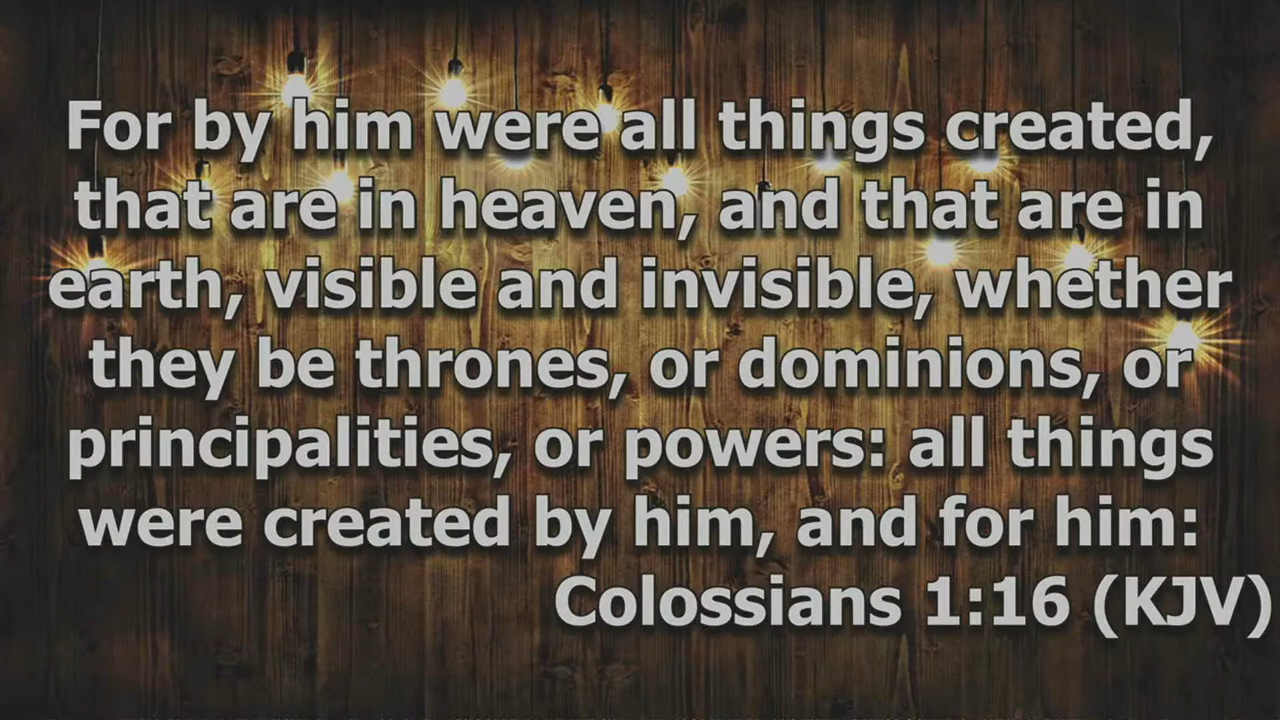 For by him were all things created,
that are in heaven, and that are in
earth, visible and invisible, whether
they be thrones, or dominions, or
principalities, or powers: all things
were created by him, and for him:
Colossians 1:16 (KJV)